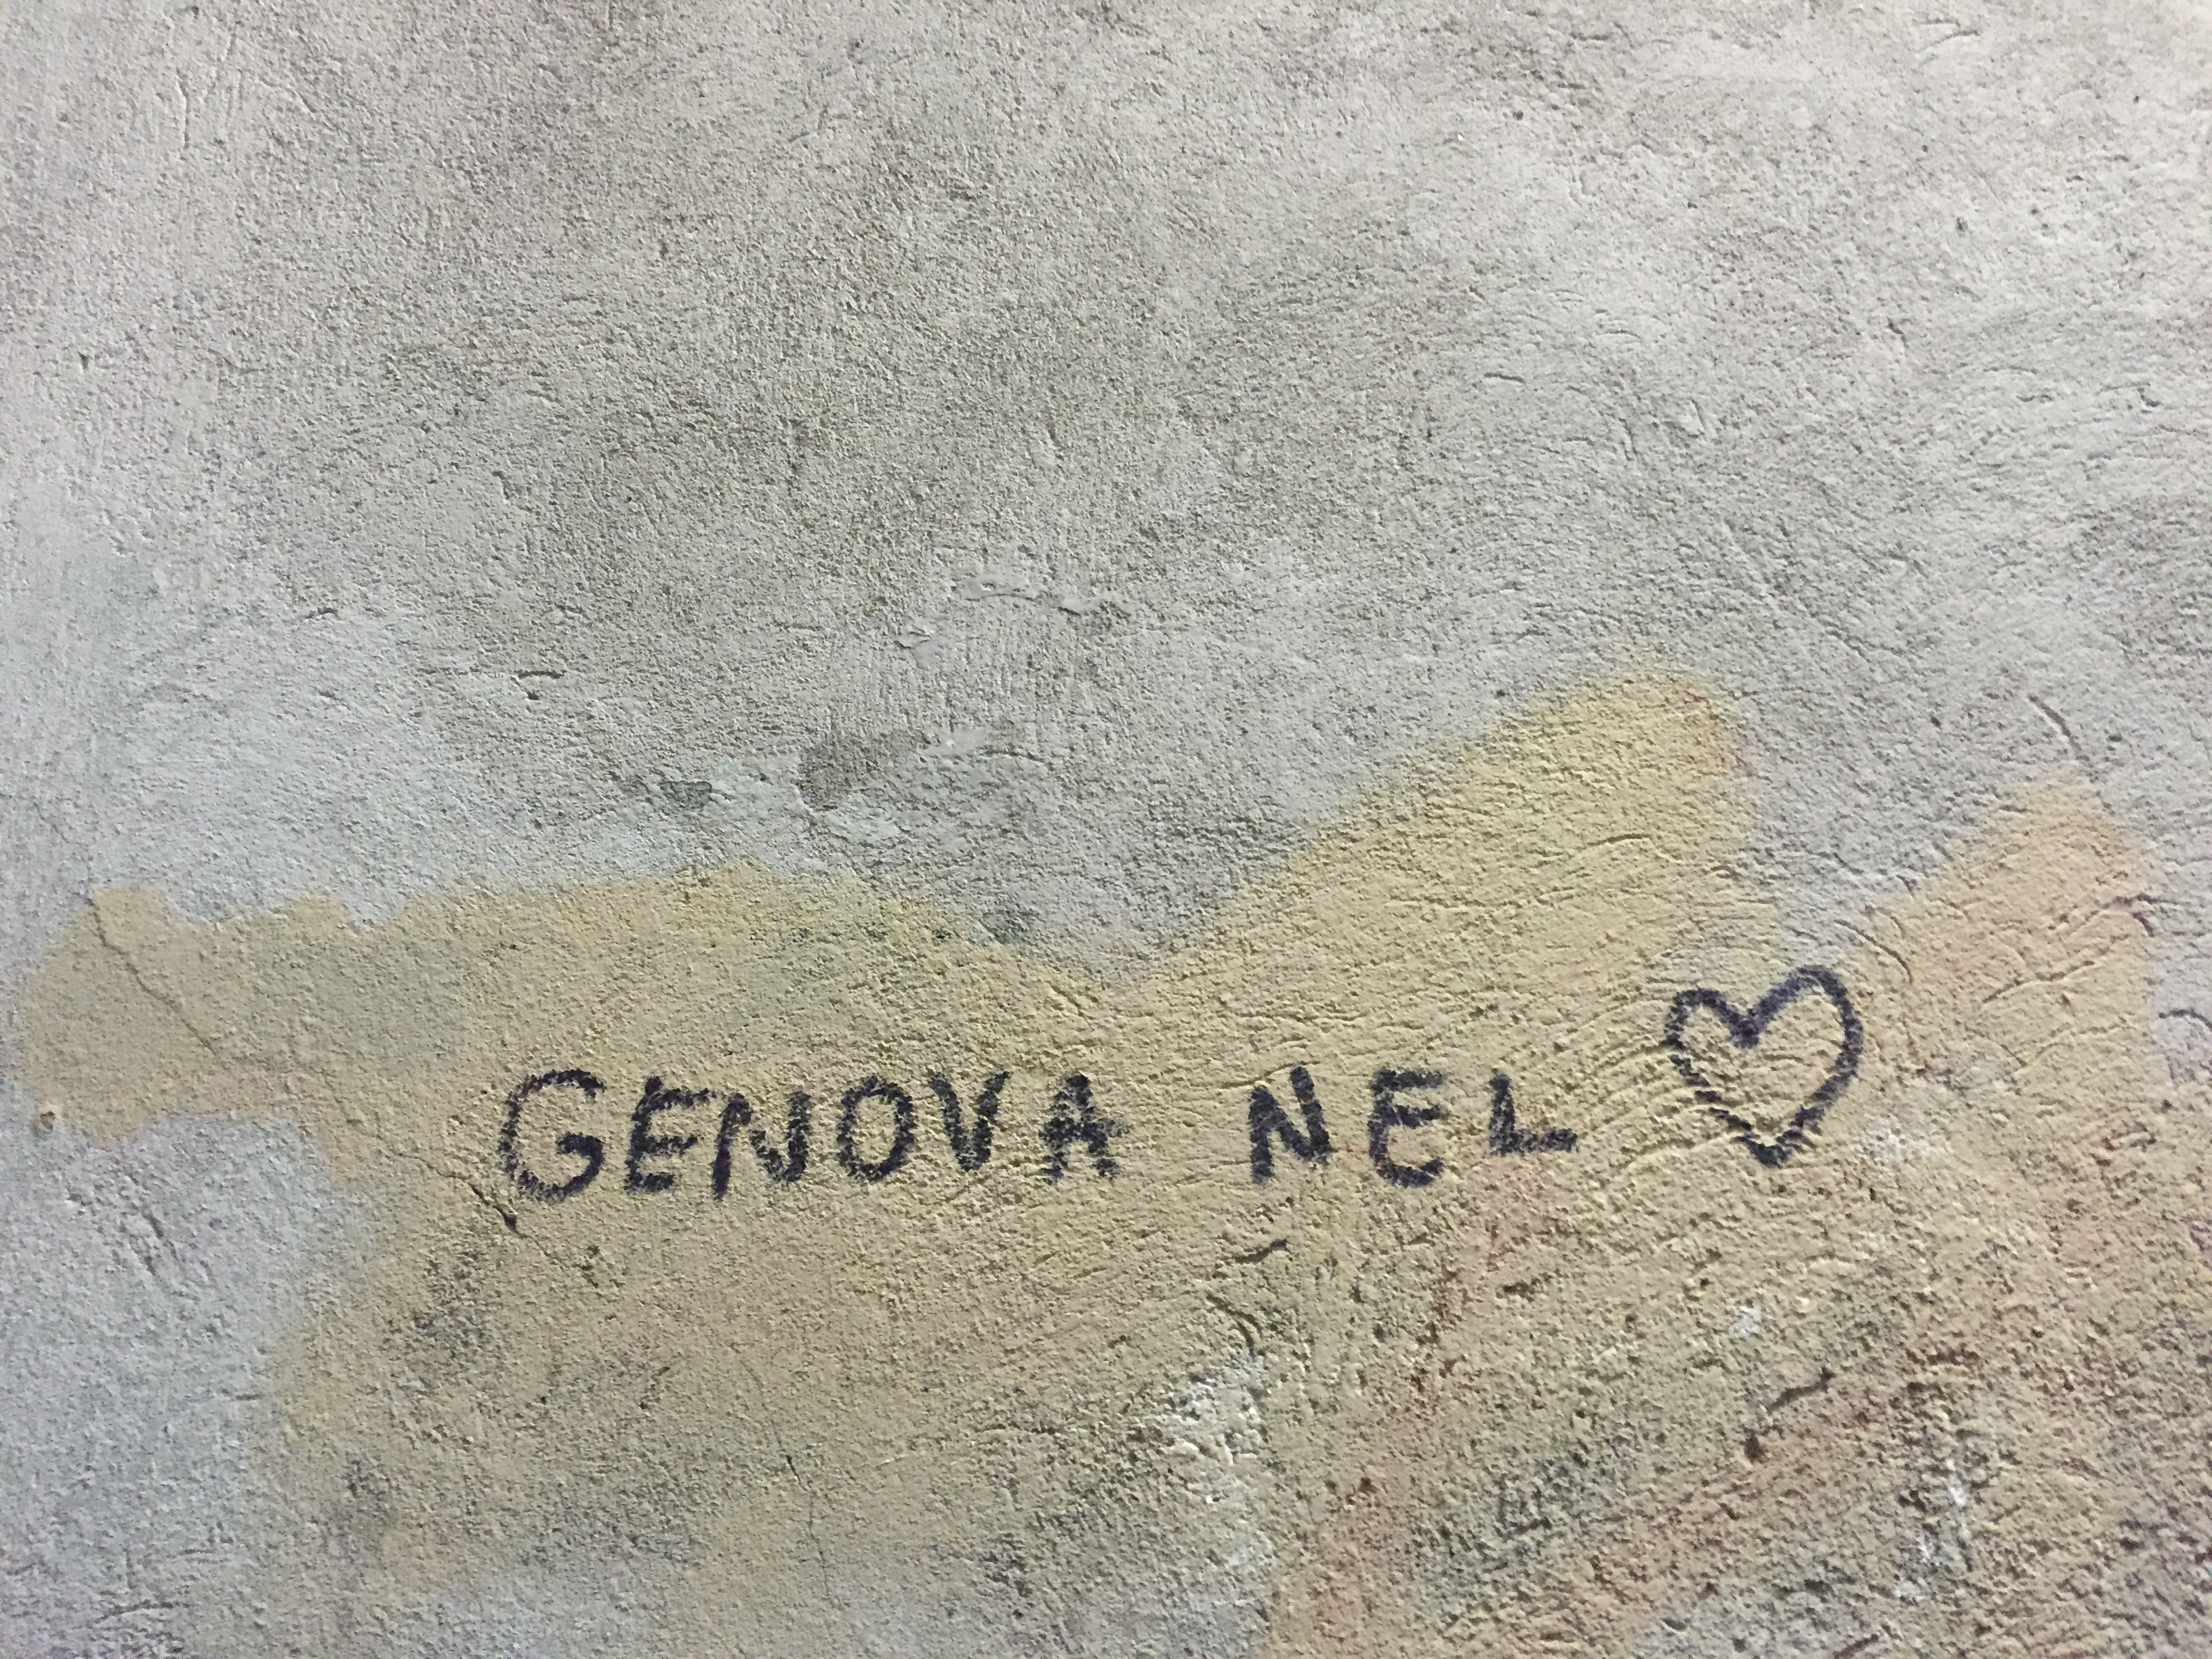 GENOVA NEL ♡